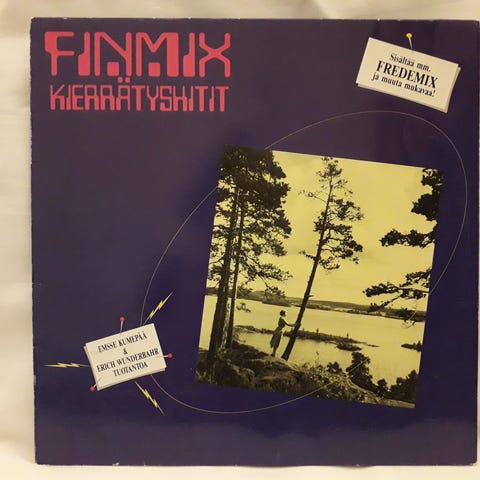 FINMIX
KIERRÄTYSHITIT
Sisältää mm.
FREDEMIX
ja muuta mukavaa!
EMSSE KUMEPÄÄ
&
ERICH WUNDERBAHR
TUOTANTOA